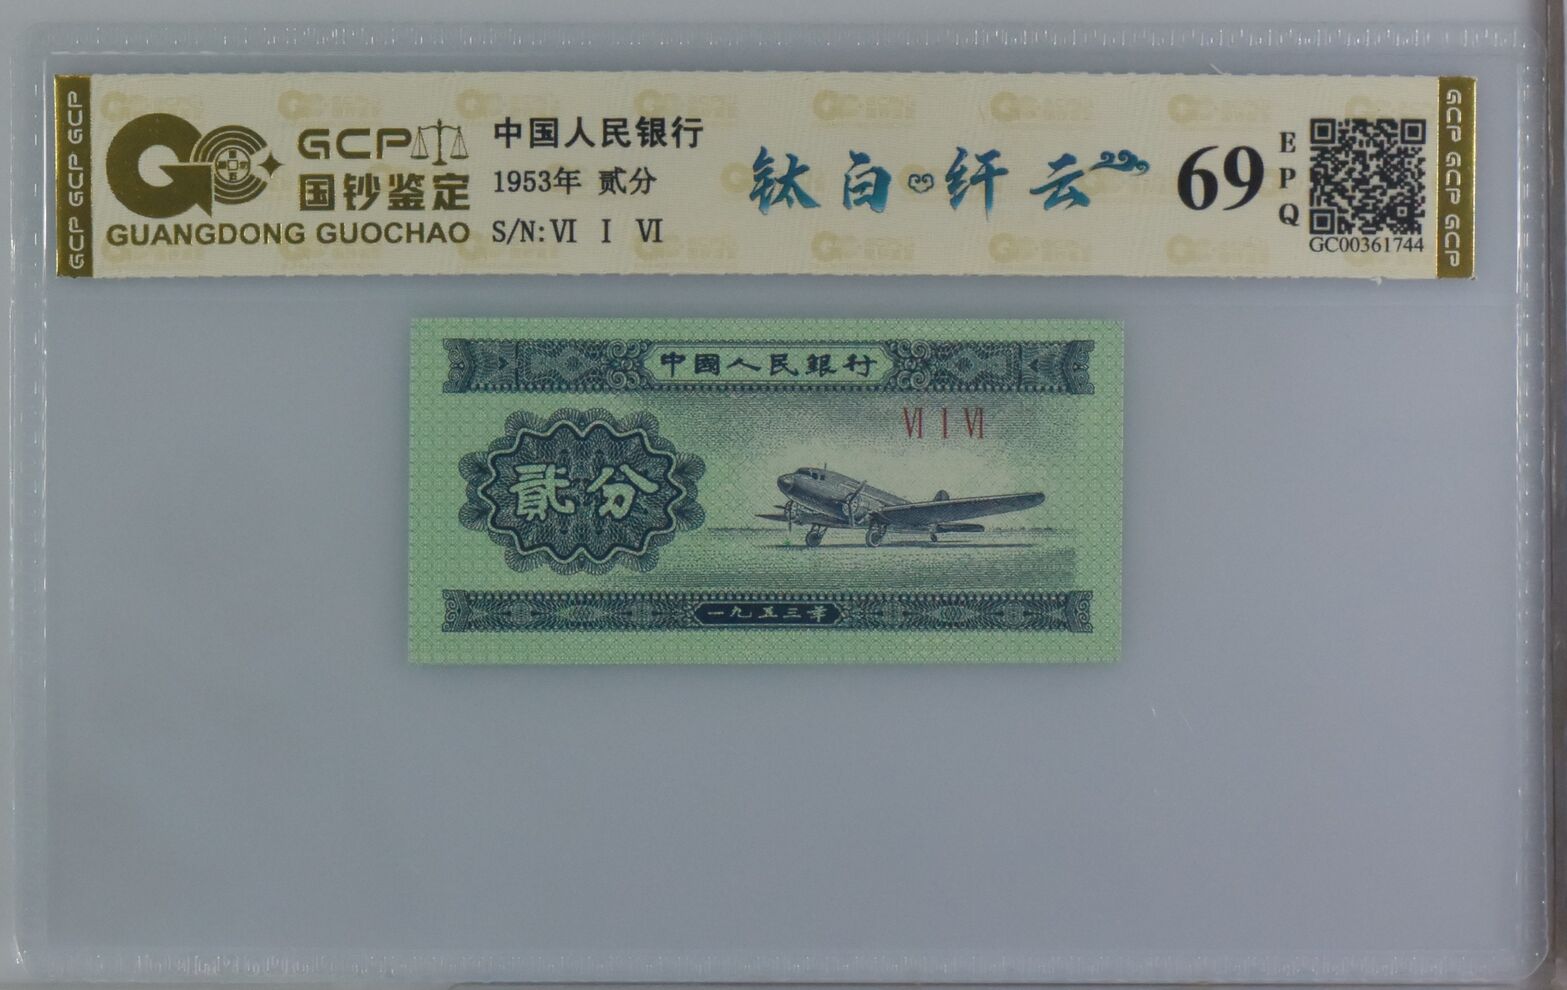 GCP
国钞鉴定
GUANGDONG GUOCHAO
中国人民银行
1953年 贰分
S/N: VI I VI
钛白 纤云
69
EPQ
GC00361744
GCP GCP GCP
GCP GCP GCP
中國人民銀行
VI I VI
貳分
一九五三年